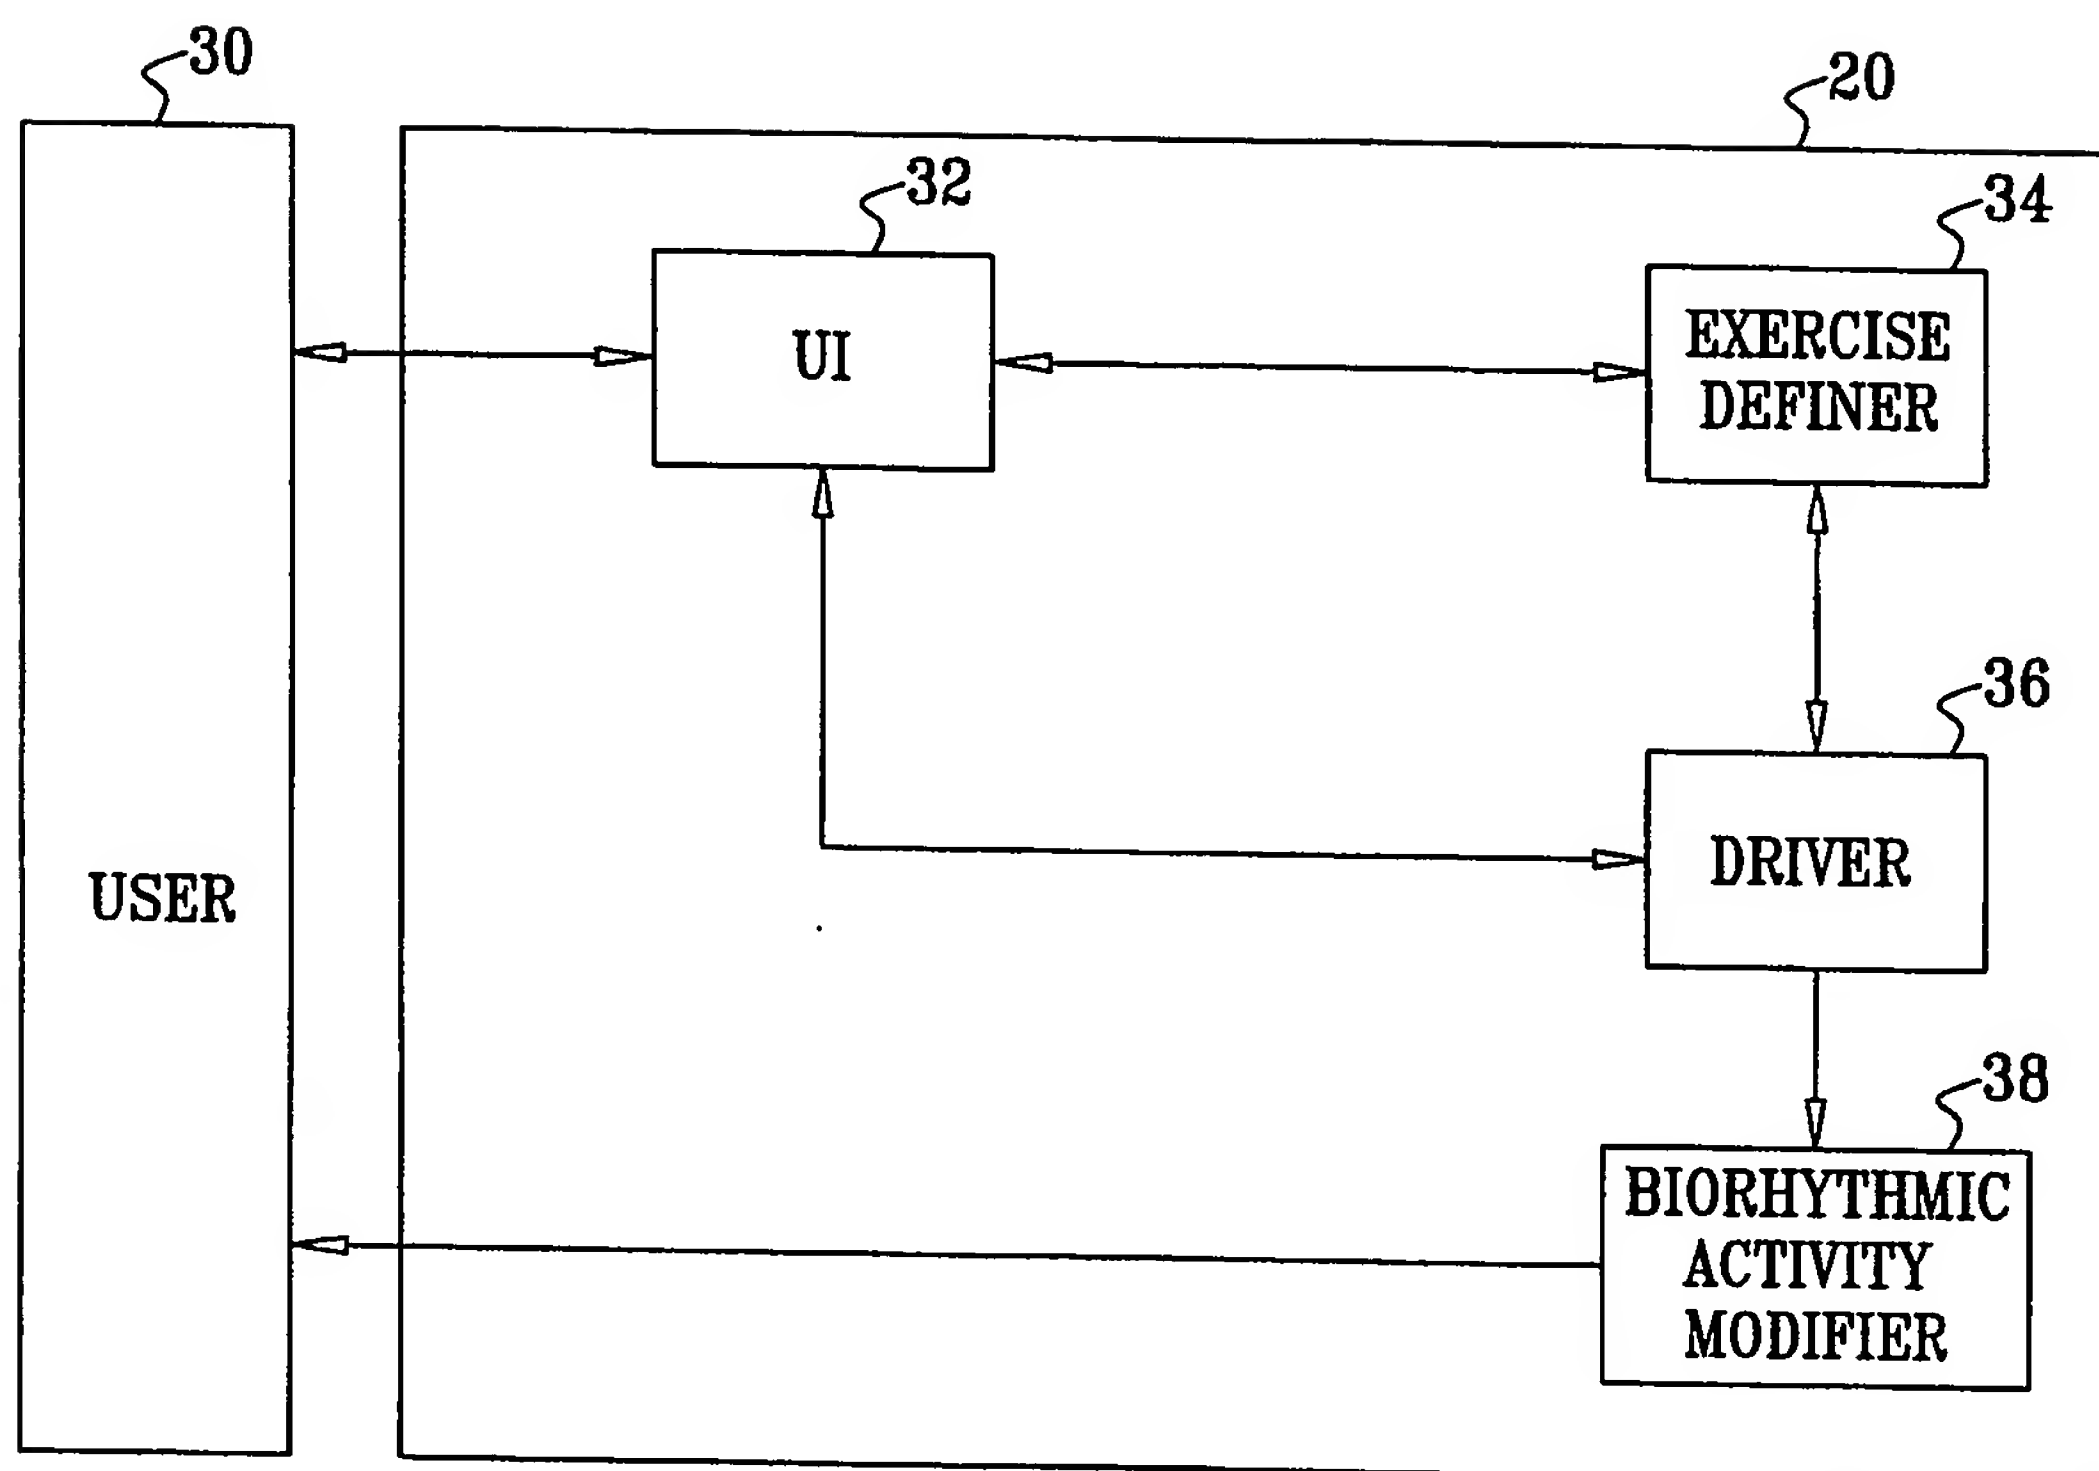 30
20
32
34
UI
EXERCISE
DEFINER
36
DRIVER
USER
38
BIORHYTHMIC
ACTIVITY
MODIFIER